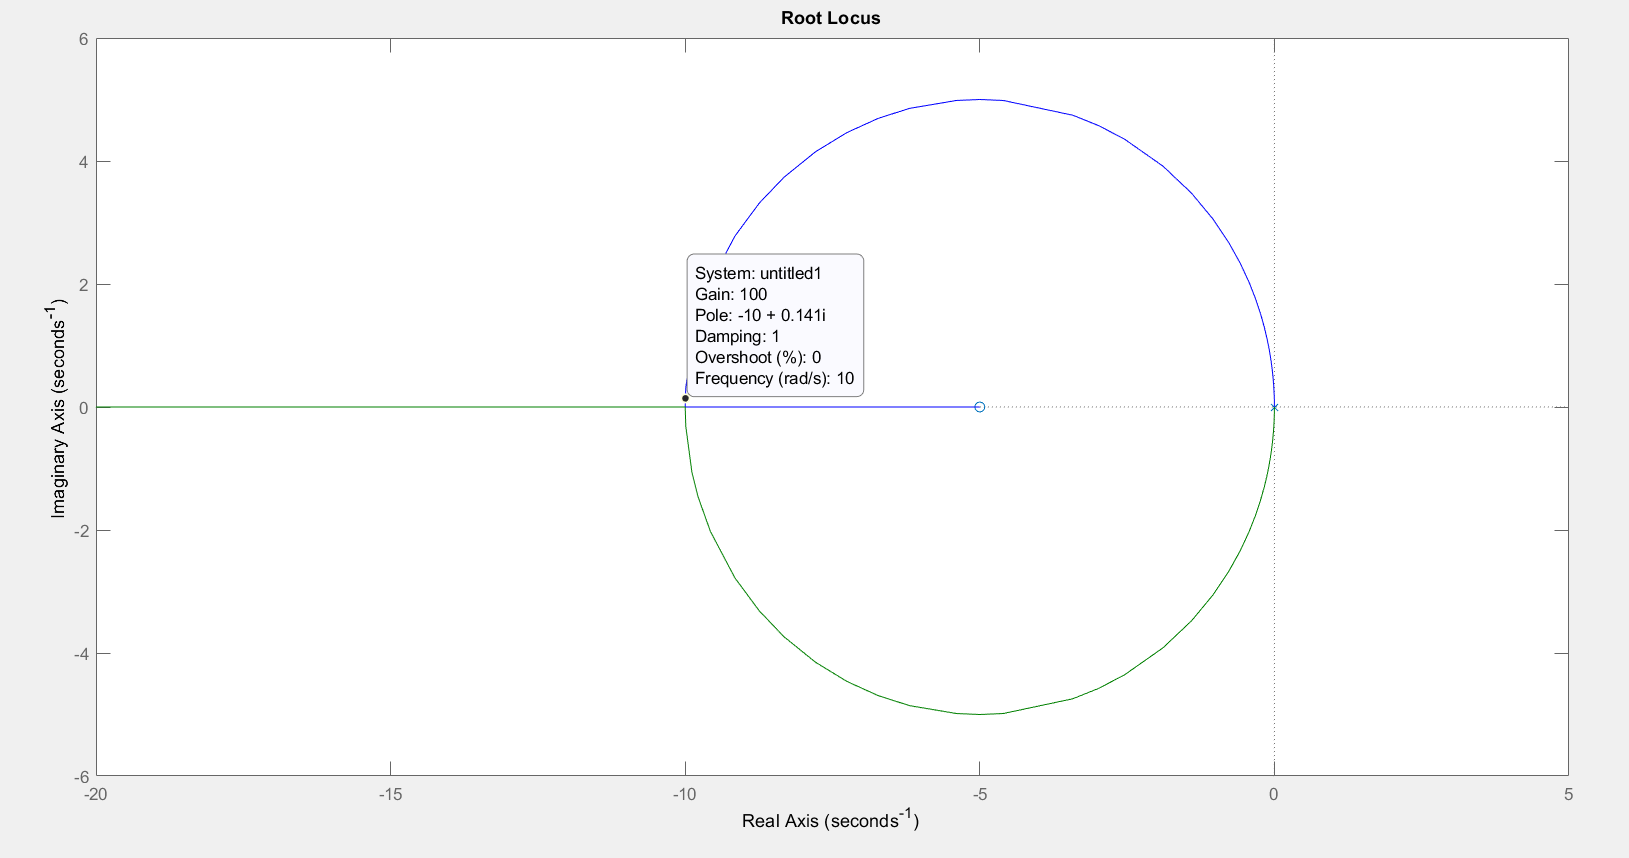 Root Locus
6
4
2
0
-2
-4
-6
Imaginary Axis (seconds-1)
System: untitled1
Gain: 100
Pole: -10 + 0.141i
Damping: 1
Overshoot (%): 0
Frequency (rad/s): 10
-20 -15 -10 -5 0 5
Real Axis (seconds-1)